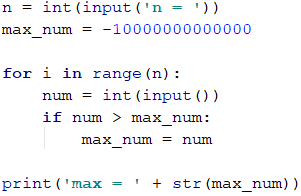 n = int(input('n = '))
max_num = -10000000000000
for i in range(n):
    num = int(input())
    if num > max_num:
        max_num = num
print('max = ' + str(max_num))